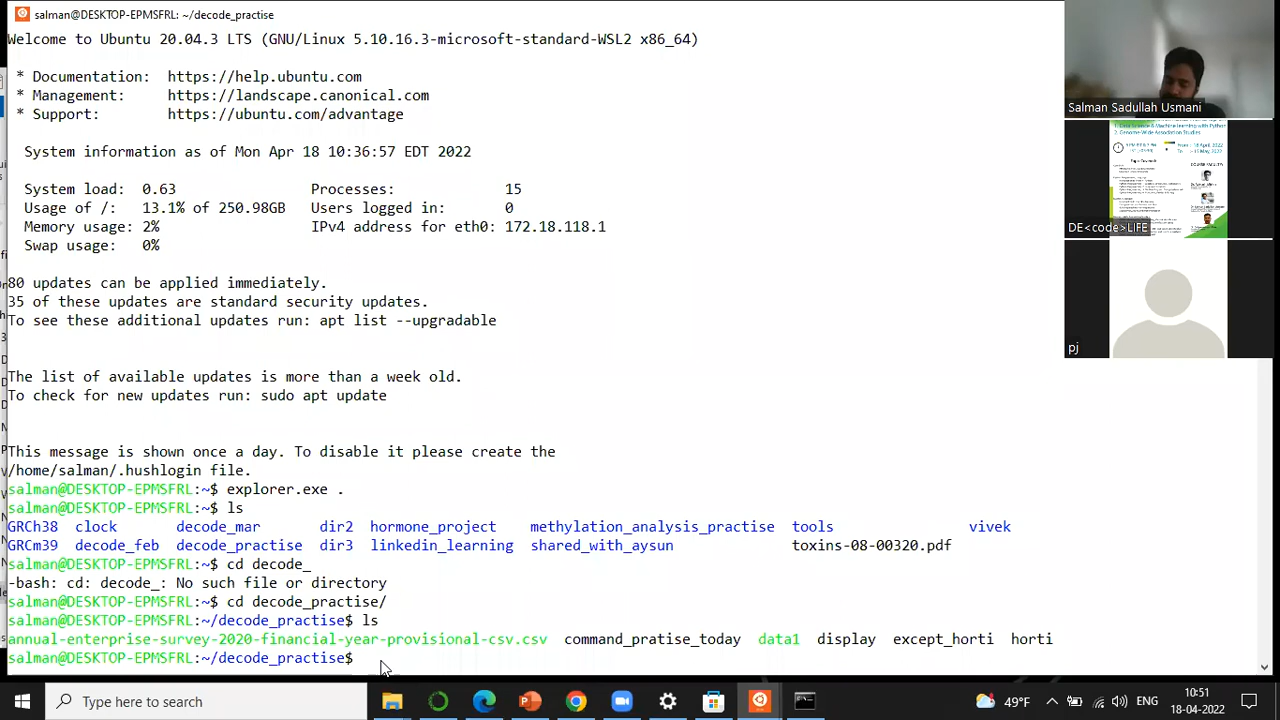 salman@DESKTOP-EPMSFRL: ~/decode_practise
Welcome to Ubuntu 20.04.3 LTS (GNU/Linux 5.10.16.3-microsoft-standard-WSL2 x86_64)
* Documentation: https://help.ubuntu.com
* Management: https://landscape.canonical.com
* Support: https://ubuntu.com/advantage
System information as of Mon Apr 18 10:36:57 EDT 2022
System load: 0.63 Processes: 15
Usage of /: 13.1% of 250.98GB Users logged in: 0
Memory usage: 2% IPv4 address for eth0: 172.18.118.1
Swap usage: 0%
80 updates can be applied immediately.
35 of these updates are standard security updates.
To see these additional updates run: apt list --upgradable
The list of available updates is more than a week old.
To check for new updates run: sudo apt update
This message is shown once a day. To disable it please create the
/home/salman/.hushlogin file.
salman@DESKTOP-EPMSFRL:~$ explorer.exe .
salman@DESKTOP-EPMSFRL:~$ ls
GRCh38 clock decode_mar dir2 hormone_project methylation_analysis_practise tools vivek
GRCm39 decode_feb decode_practise dir3 linkedin_learning shared_with_aysun toxins-08-00320.pdf
salman@DESKTOP-EPMSFRL:~$ cd decode_
-bash: cd: decode_: No such file or directory
salman@DESKTOP-EPMSFRL:~$ cd decode_practise/
salman@DESKTOP-EPMSFRL:~/decode_practise$ ls
annual-enterprise-survey-2020-financial-year-provisional-csv.csv command_pratise_today data1 display except_horti horti
salman@DESKTOP-EPMSFRL:~/decode_practise$
Salman Sadullah Usmani
2. Genome-Wide Association Studies
DE<code>LIFE
pj
Type here to search
49°F
ENG
10:51
18-04-2022